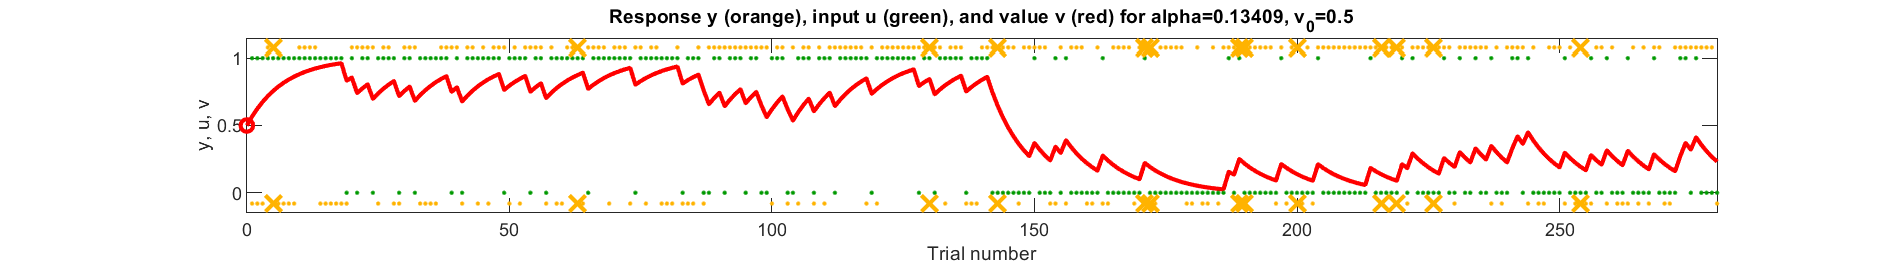 Response y (orange), input u (green), and value v (red) for alpha=0.13409, v0=0.5
y, u, v
1
0.5
0
0 50 100 150 200 250
Trial number